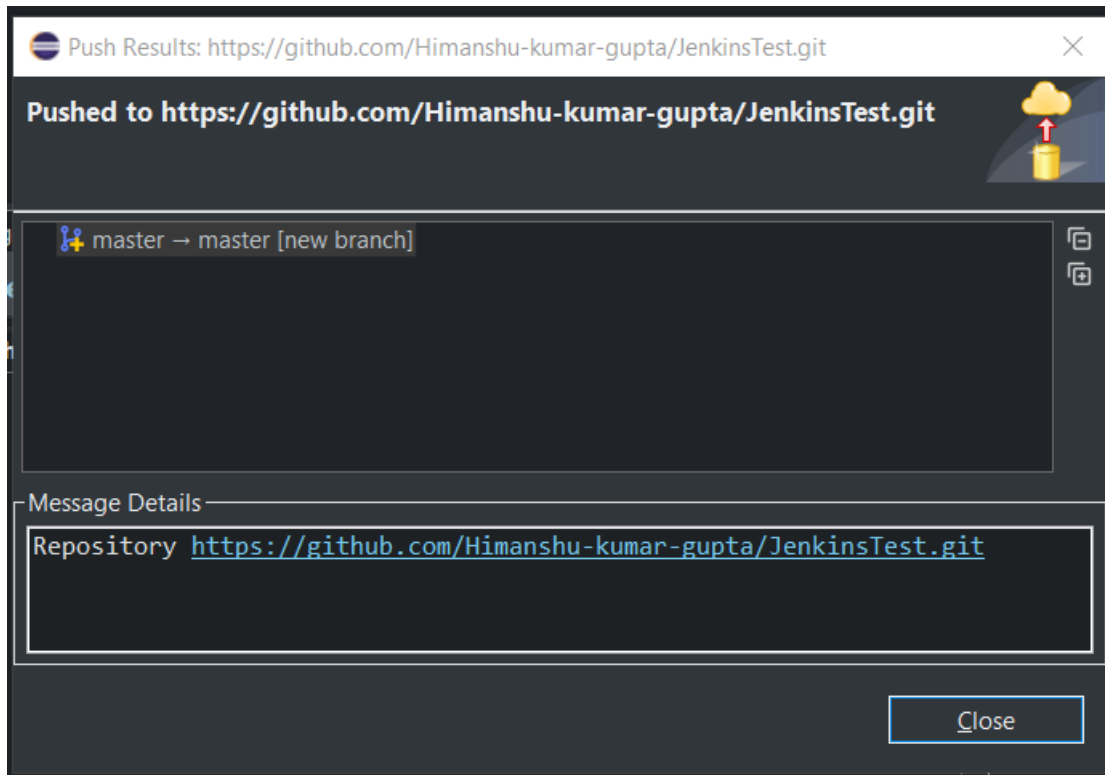 Push Results: https://github.com/Himanshu-kumar-gupta/JenkinsTest.git
Pushed to https://github.com/Himanshu-kumar-gupta/JenkinsTest.git
master → master [new branch]
Message Details
Repository https://github.com/Himanshu-kumar-gupta/JenkinsTest.git
Close